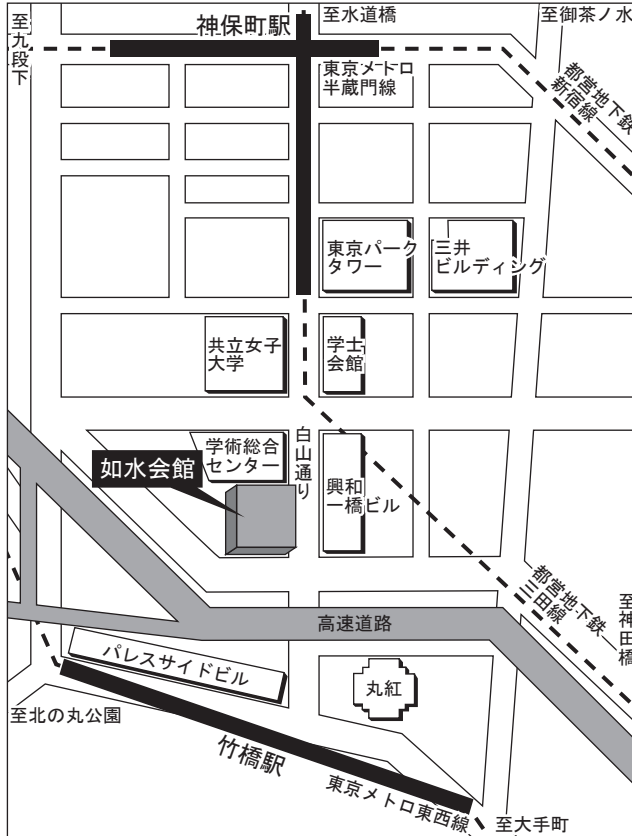 至九段下
神保町駅
至水道橋
至御茶ノ水
東京メトロ
半蔵門線
都営地下鉄
新宿線
東京パーク
タワー
三井
ビルディング
共立女子
大学
学士
会館
白山通り
学術総合
センター
如水会館
興和
一橋ビル
都営地下鉄
三田線
至神田橋
高速道路
パレスサイドビル
丸紅
至北の丸公園
竹橋駅
東京メトロ東西線
至大手町